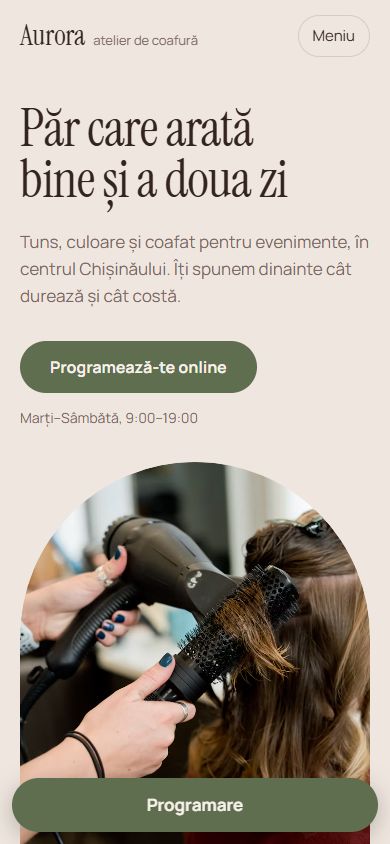 Aurora atelier de coafură
Meniu
Păr care arată
bine și a doua zi
Tuns, culoare și coafat pentru evenimente, în
centrul Chișinăului. Îți spunem dinainte cât
durează și cât costă.
Programează-te online
Marți–Sâmbătă, 9:00–19:00
Programare